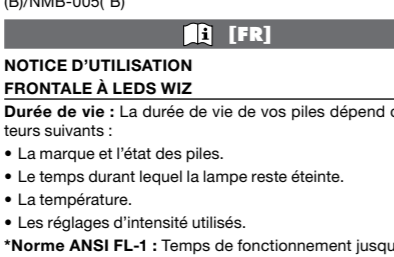 (B)/NMB-005( B)
i [FR]
NOTICE D’UTILISATION
FRONTALE À LEDS WIZ
Durée de vie : La durée de vie de vos piles dépend
teurs suivants :
• La marque et l’état des piles.
• Le temps durant lequel la lampe reste éteinte.
• La température.
• Les réglages d’intensité utilisés.
*Norme ANSI FL-1 : Temps de fonctionnement